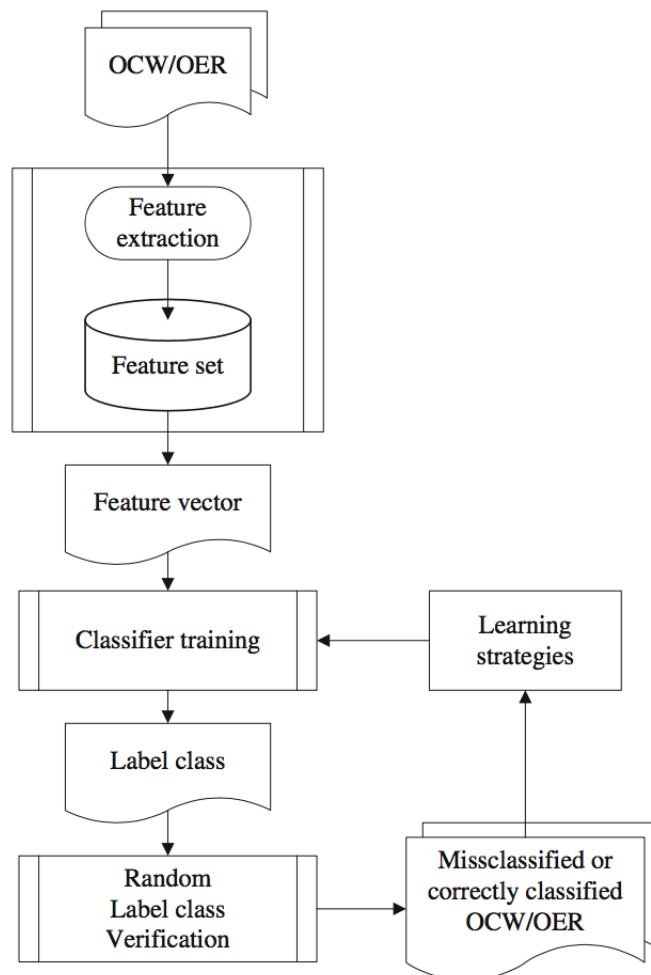 OCW/OER
Feature
extraction
Feature set
Feature vector
Classifier training
Learning
strategies
Label class
Random
Label class
Verification
Missclassified or
correctly classified
OCW/OER